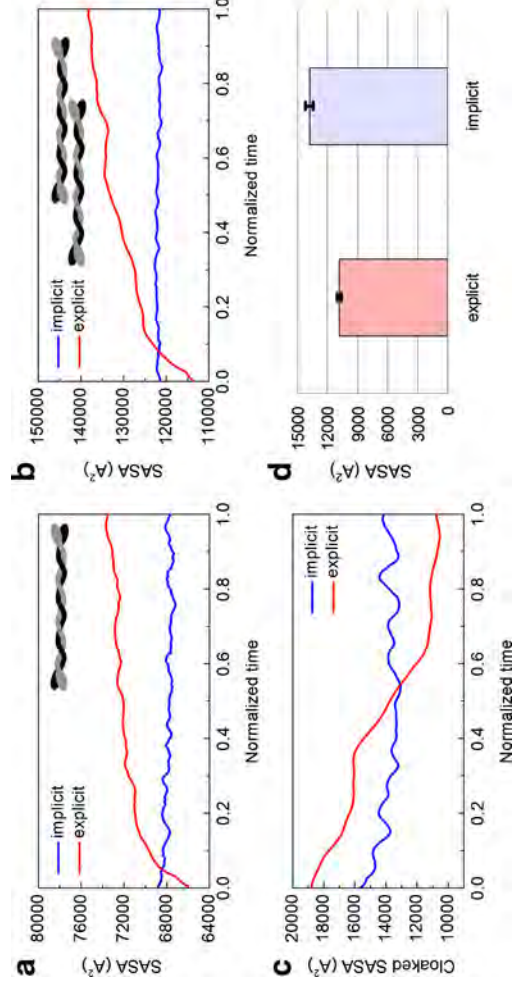 a
80000
76000
72000
68000
64000
SASA (A²)
implicit
explicit
0.0
0.2
0.4
0.6
0.8
1.0
Normalized time
b
150000
140000
130000
120000
110000
SASA (A²)
implicit
explicit
0.0
0.2
0.4
0.6
0.8
1.0
Normalized time
c
20000
18000
16000
14000
12000
10000
Cloaked SASA (A²)
implicit
explicit
0.0
0.2
0.4
0.6
0.8
1.0
Normalized time
d
15000
12000
9000
6000
3000
0
SASA (A²)
explicit
implicit